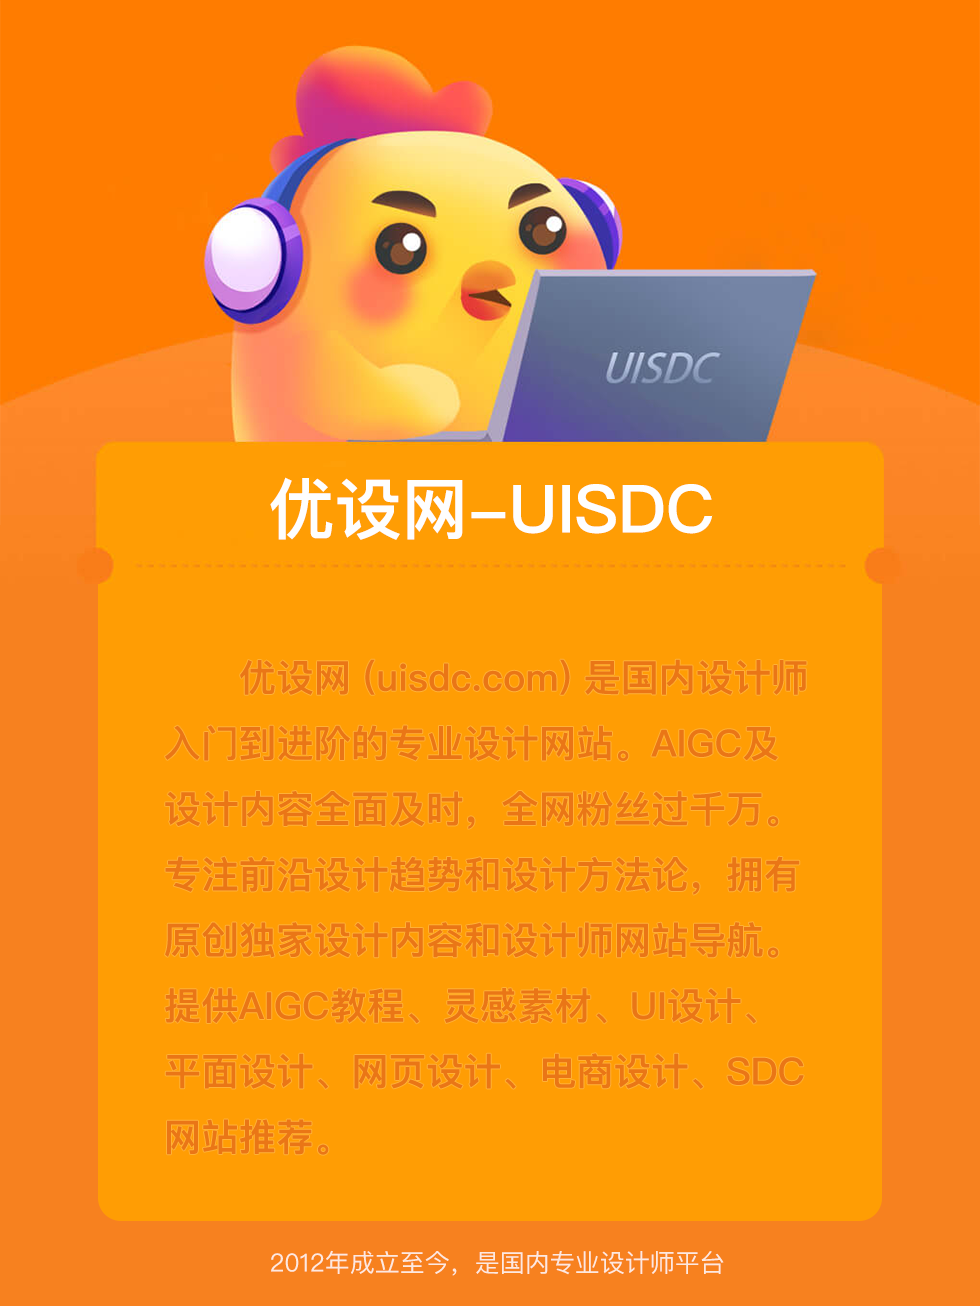 UISDC
优设网-UISDC
优设网（uisdc.com）是国内设计师
入门到进阶的专业设计网站。AIGC及
设计内容全面及时，全网粉丝过千万。
专注前沿设计趋势和设计方法论，拥有
原创独家设计内容和设计师网站导航。
提供AIGC教程、灵感素材、UI设计、
平面设计、网页设计、电商设计、SDC
网站推荐。
2012年成立至今，是国内专业设计师平台